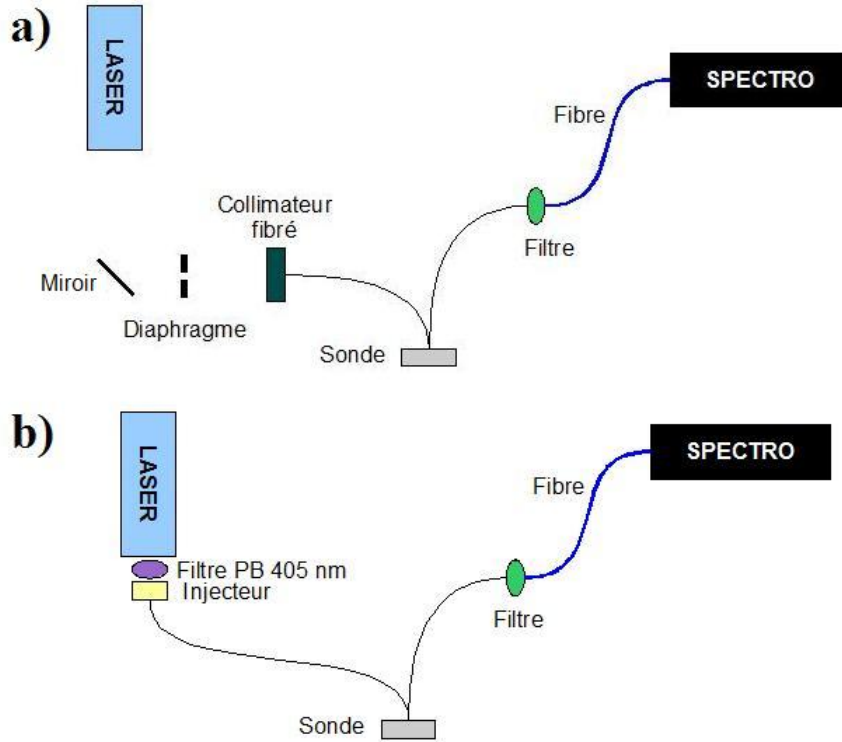 a)
LASER
SPECTRO
Fibre
Collimateur
fibré
Filtre
Miroir
Diaphragme
Sonde
b)
LASER
SPECTRO
Fibre
Filtre PB 405 nm
Injecteur
Filtre
Sonde